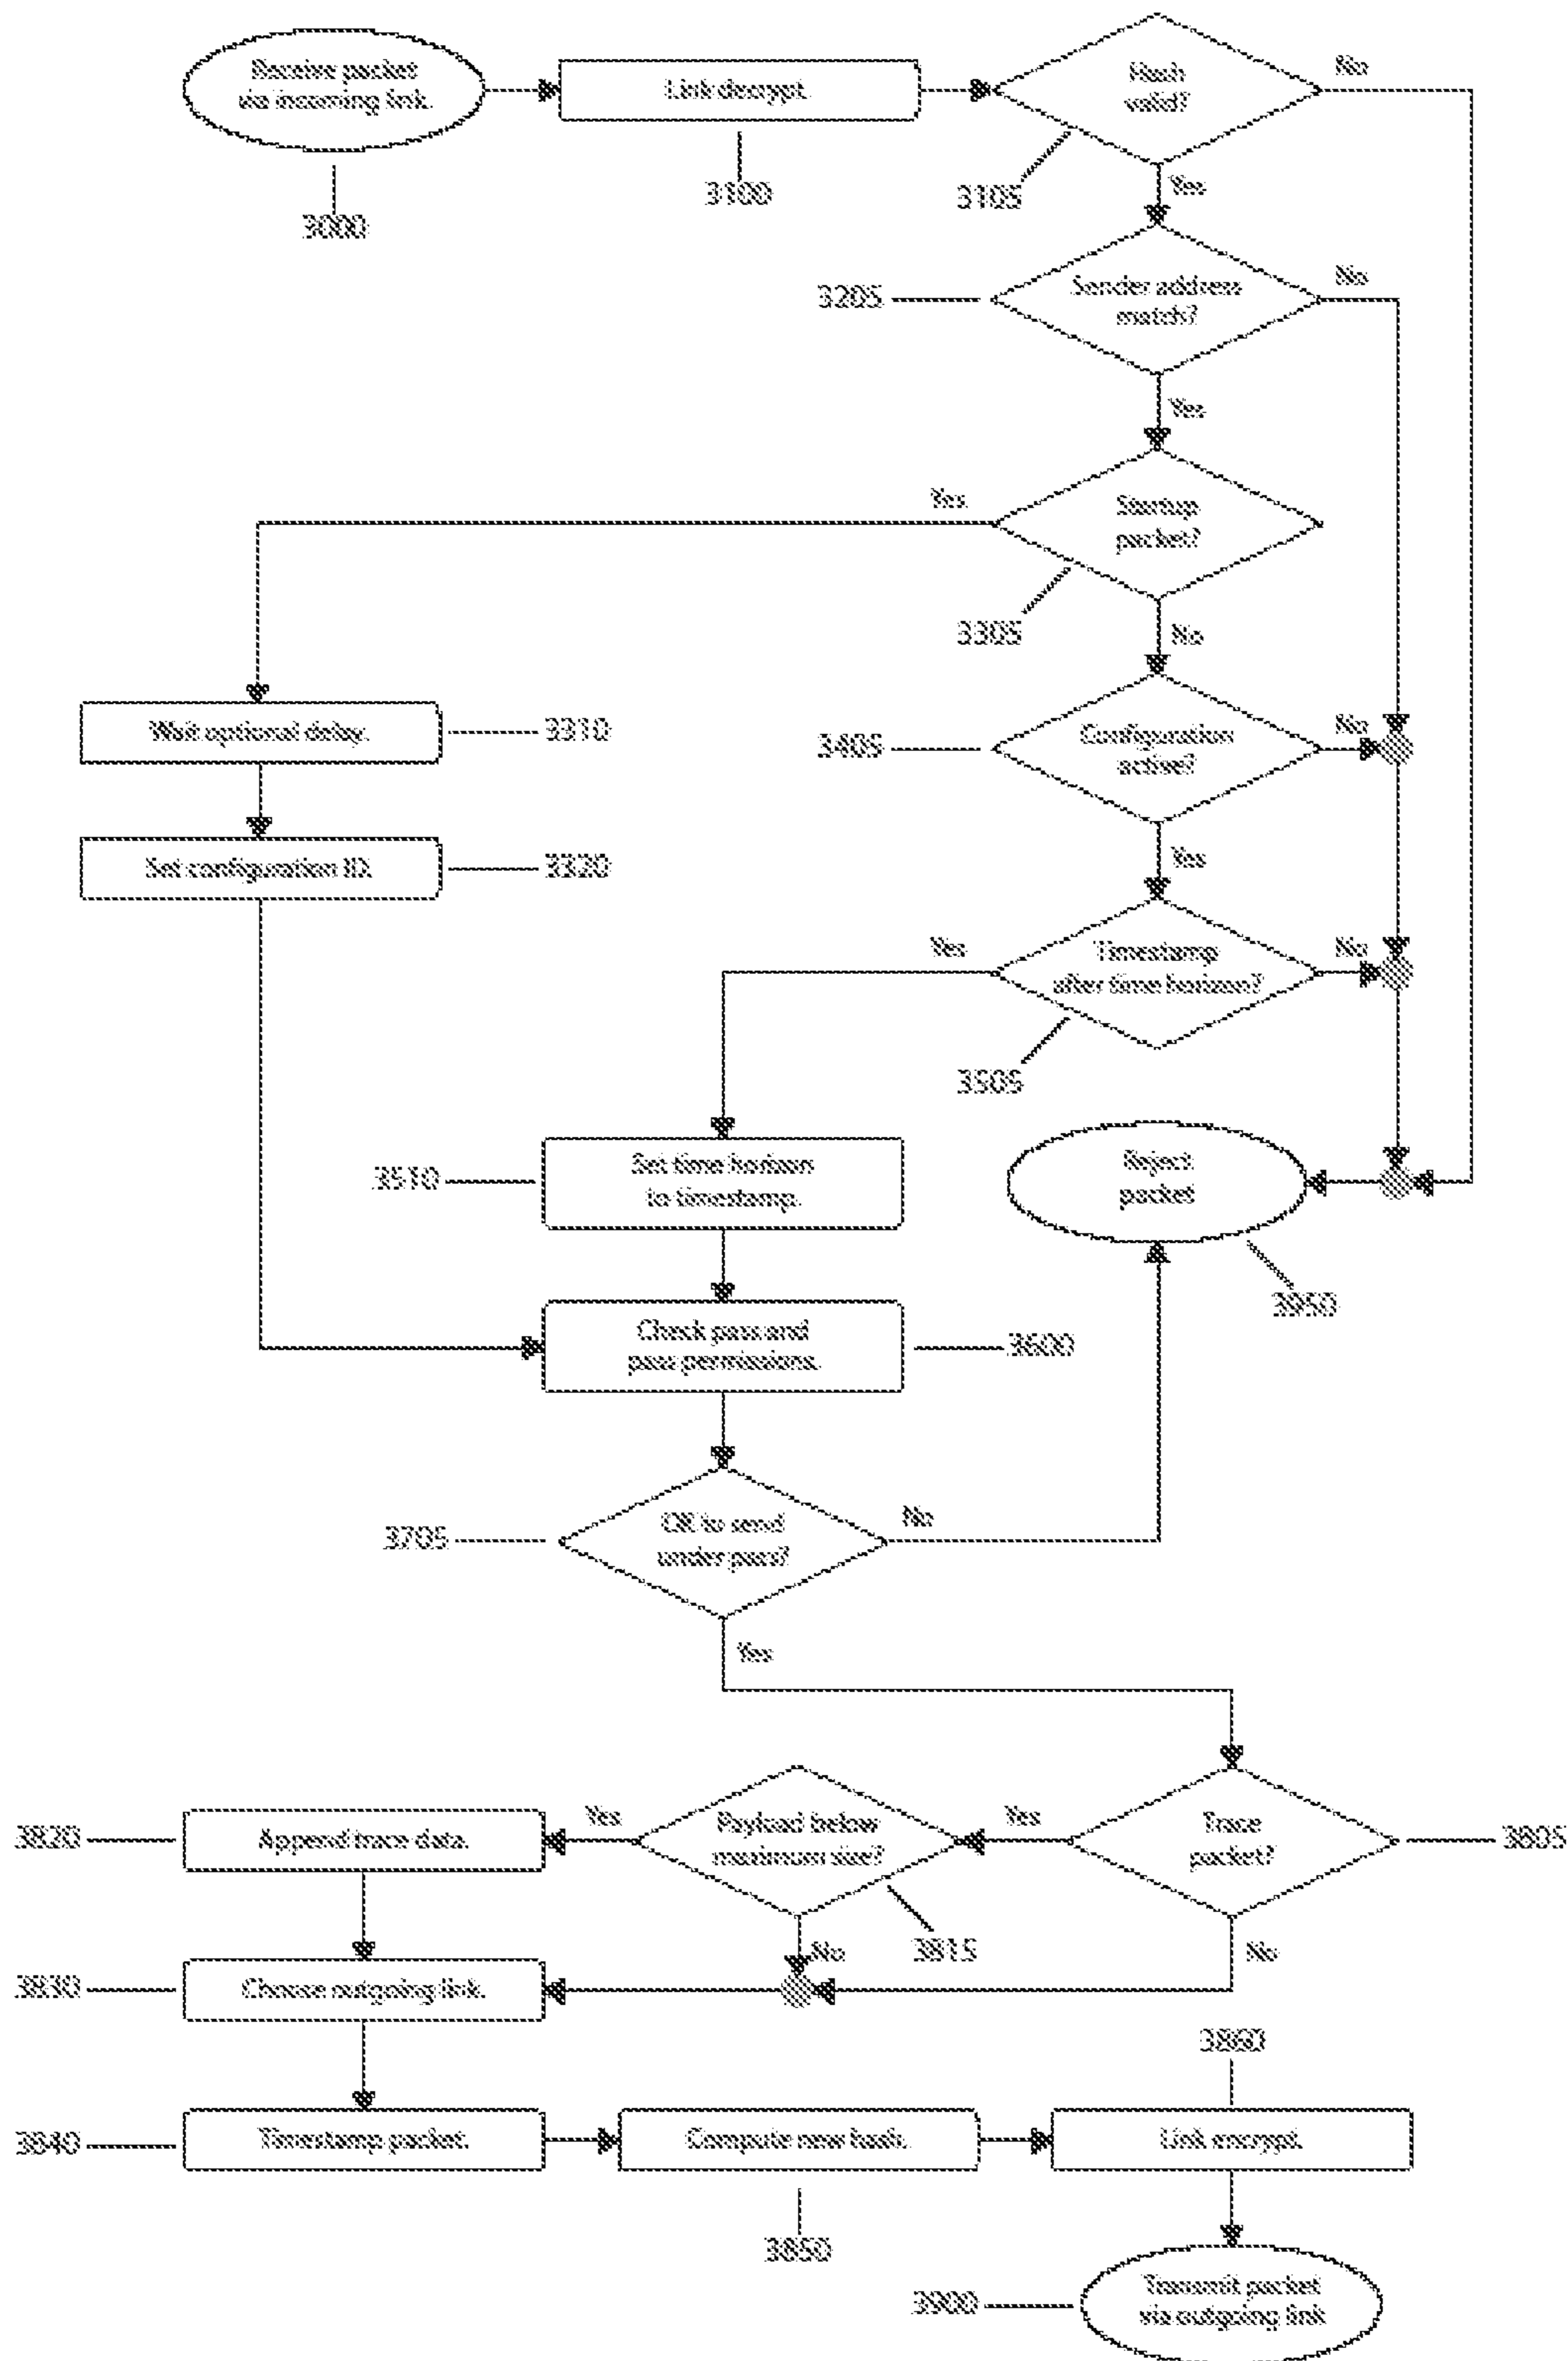 Receive packet
via incoming link.
3000
Link decrypt.
3100
Hash
valid?
No
3105
Yes
Sender address
match?
No
3205
Yes
Startup
packet?
Yes
3305
No
Wait optional delay.
3310
Configuration
active?
No
3405
Yes
Set configuration ID.
3320
Timestamp
after time horizon?
Yes
No
3505
Set time horizon
to timestamp.
3510
Reject
packet
3950
Check pass and
pass permissions.
3600
OK to send
under pass?
No
3705
Yes
3820
Append trace data.
Yes
Payload below
maximum size?
Yes
Trace
packet?
3805
3815
No
No
3830
Choose outgoing link.
3860
3840
Timestamp packet.
Compute new hash.
Link encrypt.
3850
3900
Transmit packet
via outgoing link